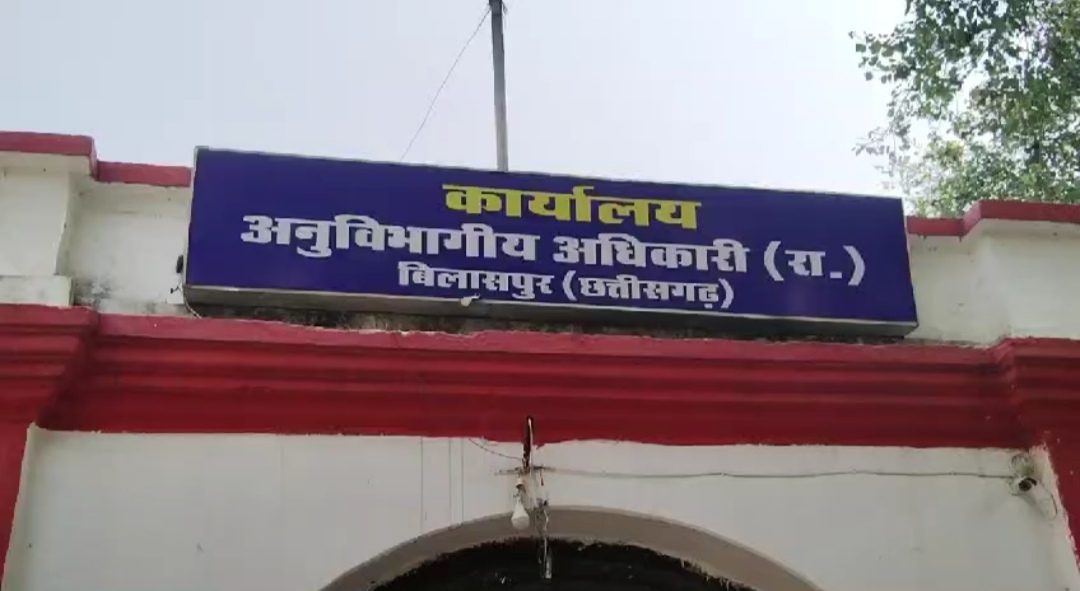 कार्यालय
अनुविभागीय अधिकारी (रा.)
बिलासपुर (छत्तीसगढ़)